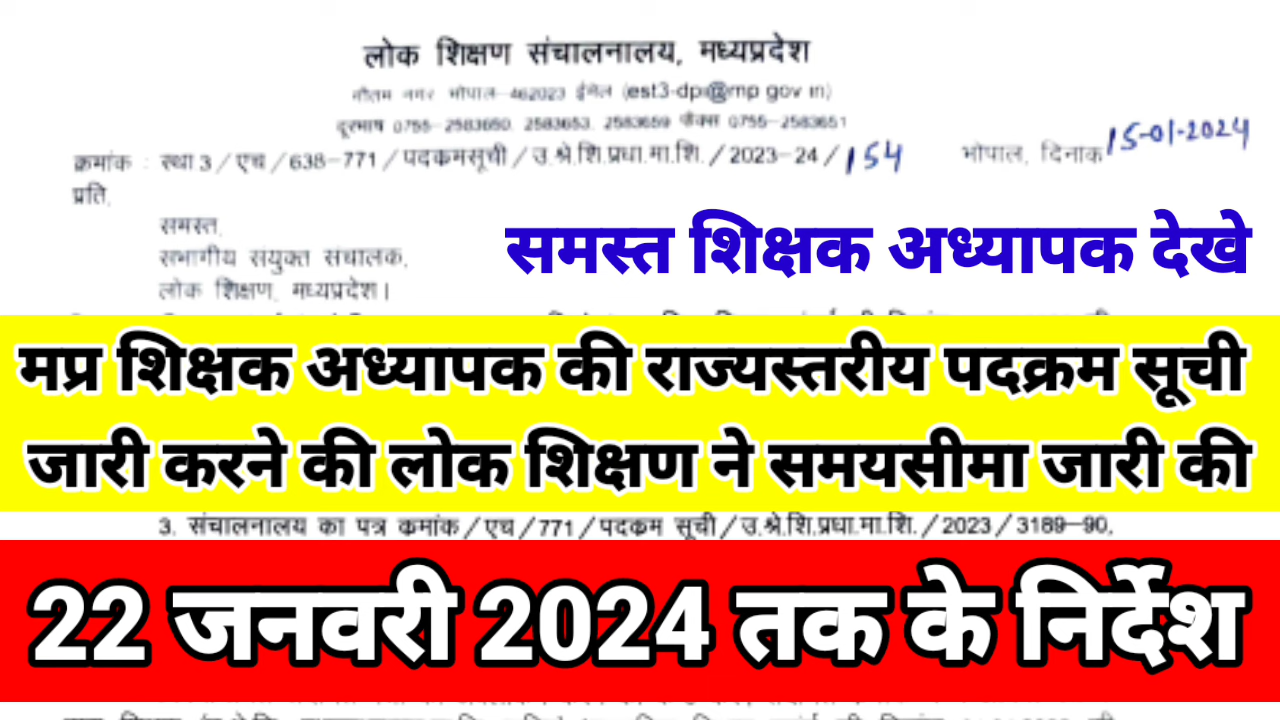 लोक शिक्षण संचालनालय, मध्यप्रदेश
गौतम नगर भोपाल-462023 ईमेल (est3-dpi@mp gov in)
दूरभाष 0755-2583650, 2583653, 2583659 फैक्स 0755-2583651
क्रमांक : स्था 3/एच/638-771/पदक्रमसूची/उ.श्रे.शि.प्रधा.मा.शि./2023-24/154 भोपाल, दिनाक 15-01-2024
प्रति,
समस्त,
सभागीय संयुक्त संचालक,
लोक शिक्षण, मध्यप्रदेश।
समस्त शिक्षक अध्यापक देखे
मप्र शिक्षक अध्यापक की राज्यस्तरीय पदक्रम सूची
जारी करने की लोक शिक्षण ने समयसीमा जारी की
3. संचालनालय का पत्र क्रमांक/एच/771/पदक्रम सूची/उ.श्रे.शि.प्रधा.मा.शि./2023/3189-90,
22 जनवरी 2024 तक के निर्देश